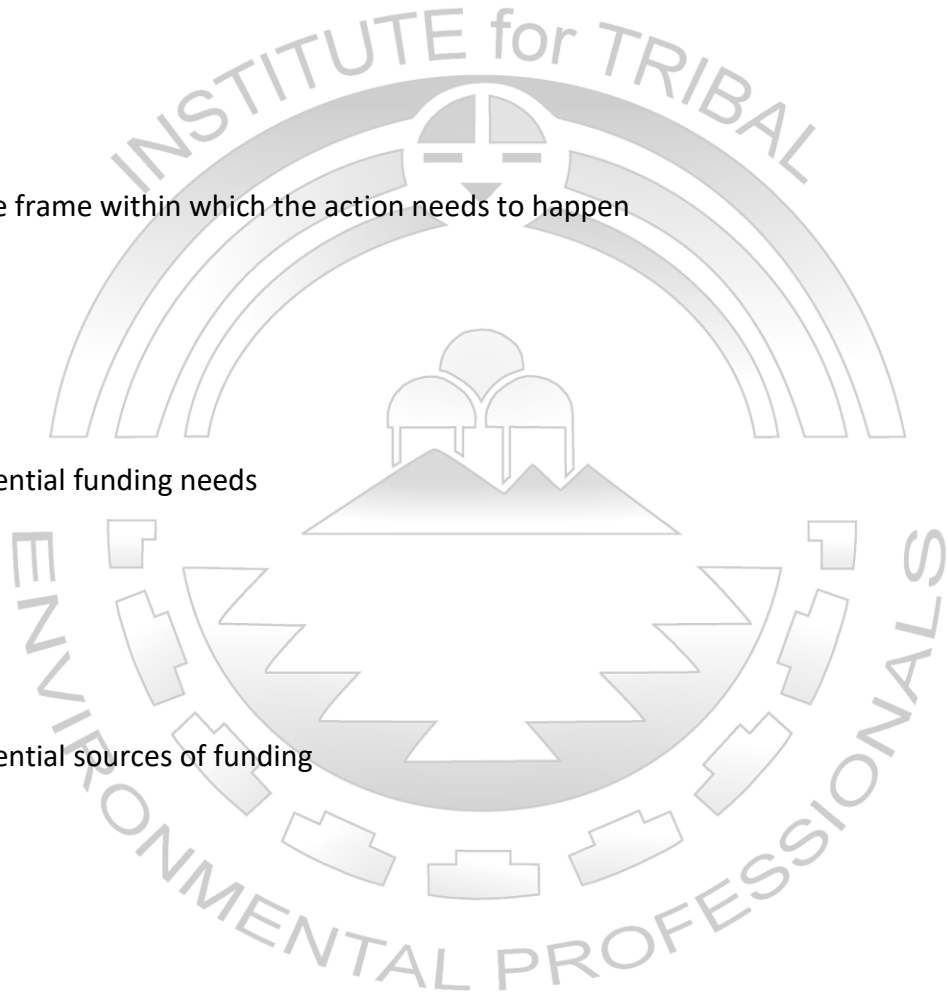 INSTITUTE for TRIBAL
e frame within which the action needs to happen
ential funding needs
ential sources of funding
ENVIRONMENTAL PROFESSIONALS